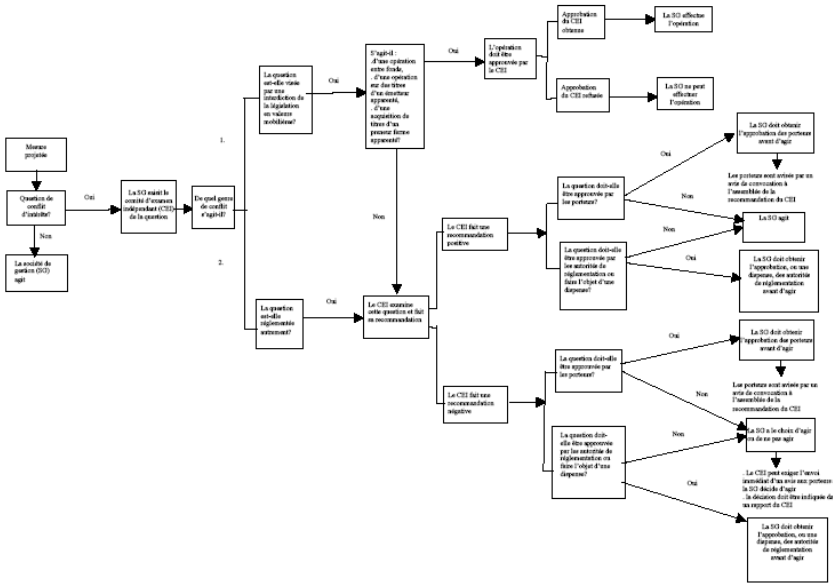 Mesure
projetée
Question de
conflit
d'intérêts?
Oui
Non
La société de
gestion (SG)
agit
La SG saisit le
comité d'examen
indépendant (CEI)
de la question
De quel genre
de conflit
s'agit-il?
1.
2.
La question
est-elle visée
par une
interdiction de
la législation
en valeurs
mobilières?
Oui
La question
est-elle
réglementée
autrement?
Oui
S'agit-il :
.d'une opération
entre fonds,
. d'une opération
sur des titres
d'un émetteur
apparenté,
. d'une
acquisition de
titres d'un
preneur ferme
apparenté?
Oui
Non
L'opération
doit être
approuvée par
le CEI
Approbation
du CEI
obtenue
La SG effectue
l'opération
Approbation
du CEI refusée
La SG ne peut
effectuer
l'opération
Le CEI examine
cette question et fait
sa recommandation
Le CEI fait une
recommandation
positive
La question doit-elle
être approuvée par
les porteurs?
Oui
Non
La SG doit obtenir
l'approbation des porteurs
avant d'agir
Les porteurs sont avisés par un
avis de convocation à
l'assemblée de la
recommandation du CEI
La SG agit
La question doit-elle
être approuvée par
les autorités de
réglementation ou
faire l'objet d'une
dispense?
Non
Oui
La SG doit obtenir
l'approbation, ou une
dispense, des autorités
de réglementation
avant d'agir
Le CEI fait une
recommandation
négative
La question doit-elle
être approuvée par
les porteurs?
Oui
Non
La SG doit obtenir
l'approbation des porteurs
avant d'agir
Les porteurs sont avisés par un
avis de convocation à
l'assemblée de la
recommandation du CEI
La SG a le choix d'agir
ou de ne pas agir
La question doit-
elle être approuvée
par les autorités de
réglementation ou
faire l'objet d'une
dispense?
Non
Oui
. Le CEI peut exiger l'envoi
immédiat d'un avis aux porteurs
la SG décide d'agir
. la décision doit être indiquée da
un rapport du CEI
La SG doit obtenir
l'approbation, ou une
dispense, des autorités
de réglementation
avant d'agir